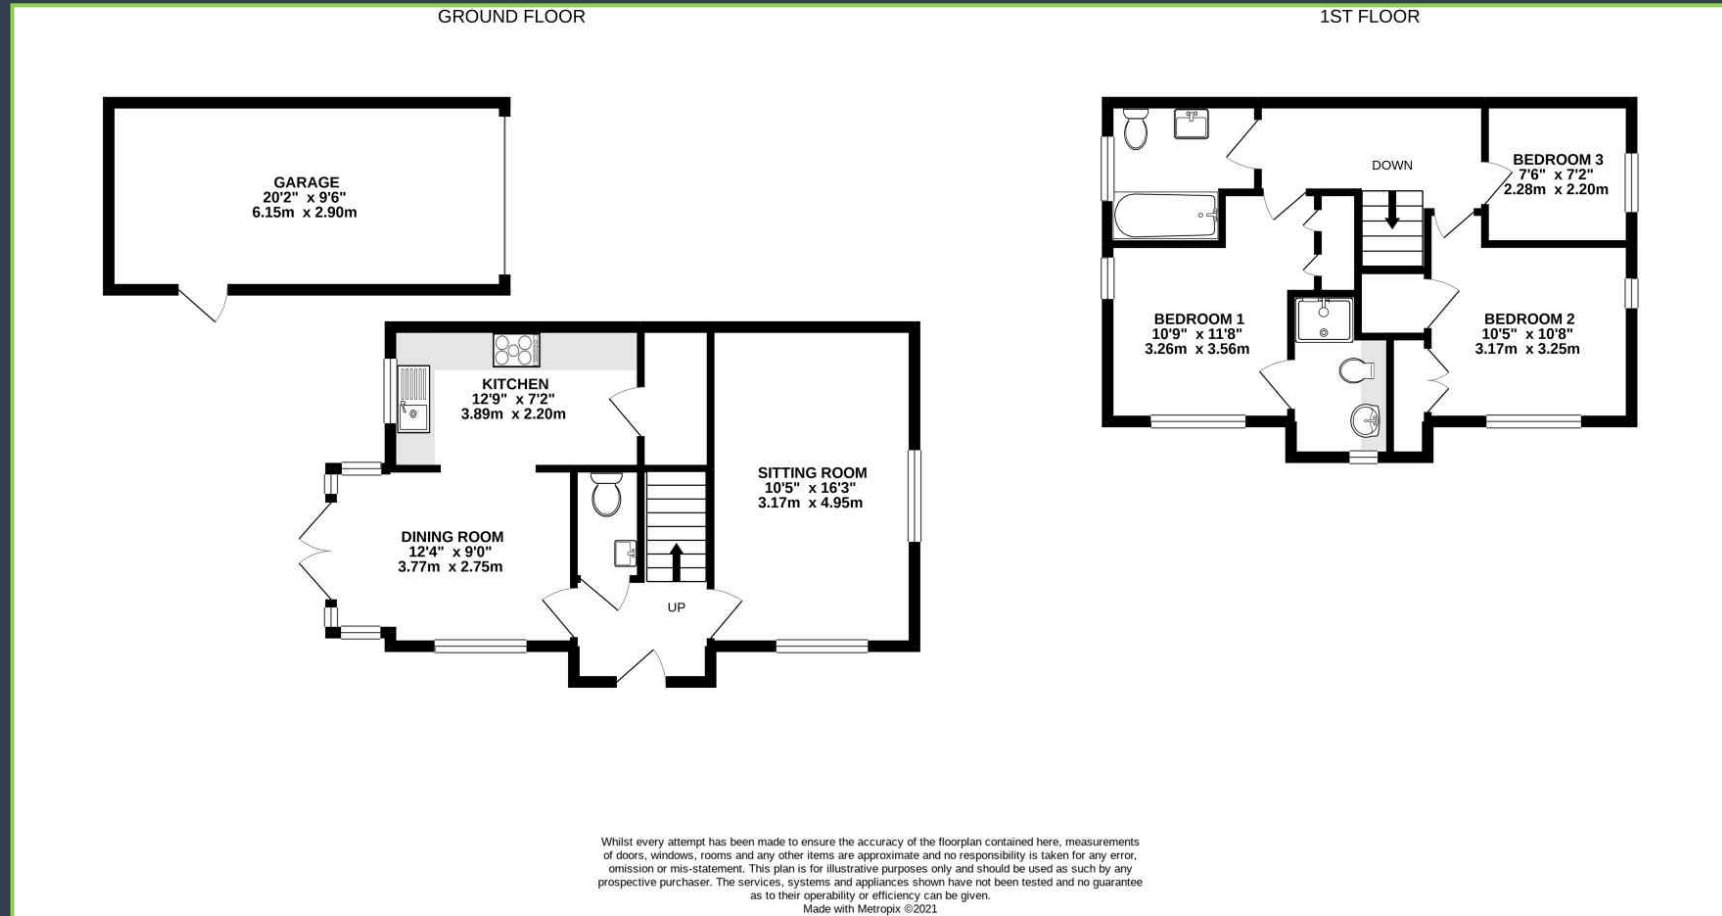 GROUND FLOOR
1ST FLOOR
GARAGE
20'2" x 9'6"
6.15m x 2.90m
KITCHEN
12'9" x 7'2"
3.89m x 2.20m
SITTING ROOM
10'5" x 16'3"
3.17m x 4.95m
DINING ROOM
12'4" x 9'0"
3.77m x 2.75m
UP
DOWN
BEDROOM 3
7'6" x 7'2"
2.28m x 2.20m
BEDROOM 1
10'9" x 11'8"
3.26m x 3.56m
BEDROOM 2
10'5" x 10'8"
3.17m x 3.25m
Whilst every attempt has been made to ensure the accuracy of the floorplan contained here, measurements
of doors, windows, rooms and any other items are approximate and no responsibility is taken for any error,
omission or mis-statement. This plan is for illustrative purposes only and should be used as such by any
prospective purchaser. The services, systems and appliances shown have not been tested and no guarantee
as to their operability or efficiency can be given.
Made with Metropix ©2021